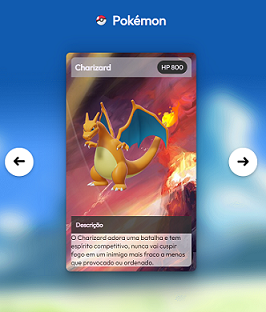 Pokémon
Charizard
HP 800
Descrição
O Charizard adora uma batalha e tem
espírito competitivo, nunca vai cuspir
fogo em um inimigo mais fraco a menos
que provocado ou ordenado.